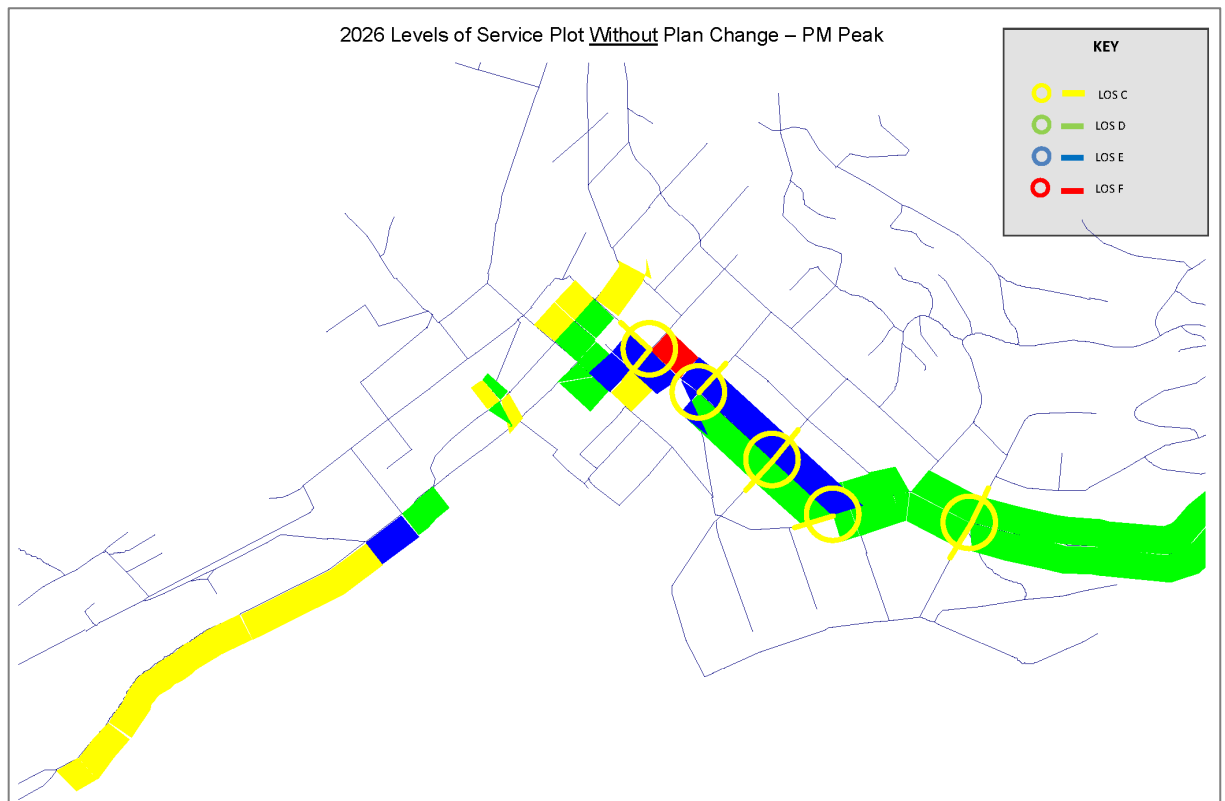 2026 Levels of Service Plot Without Plan Change – PM Peak
KEY
LOS C
LOS D
LOS E
LOS F